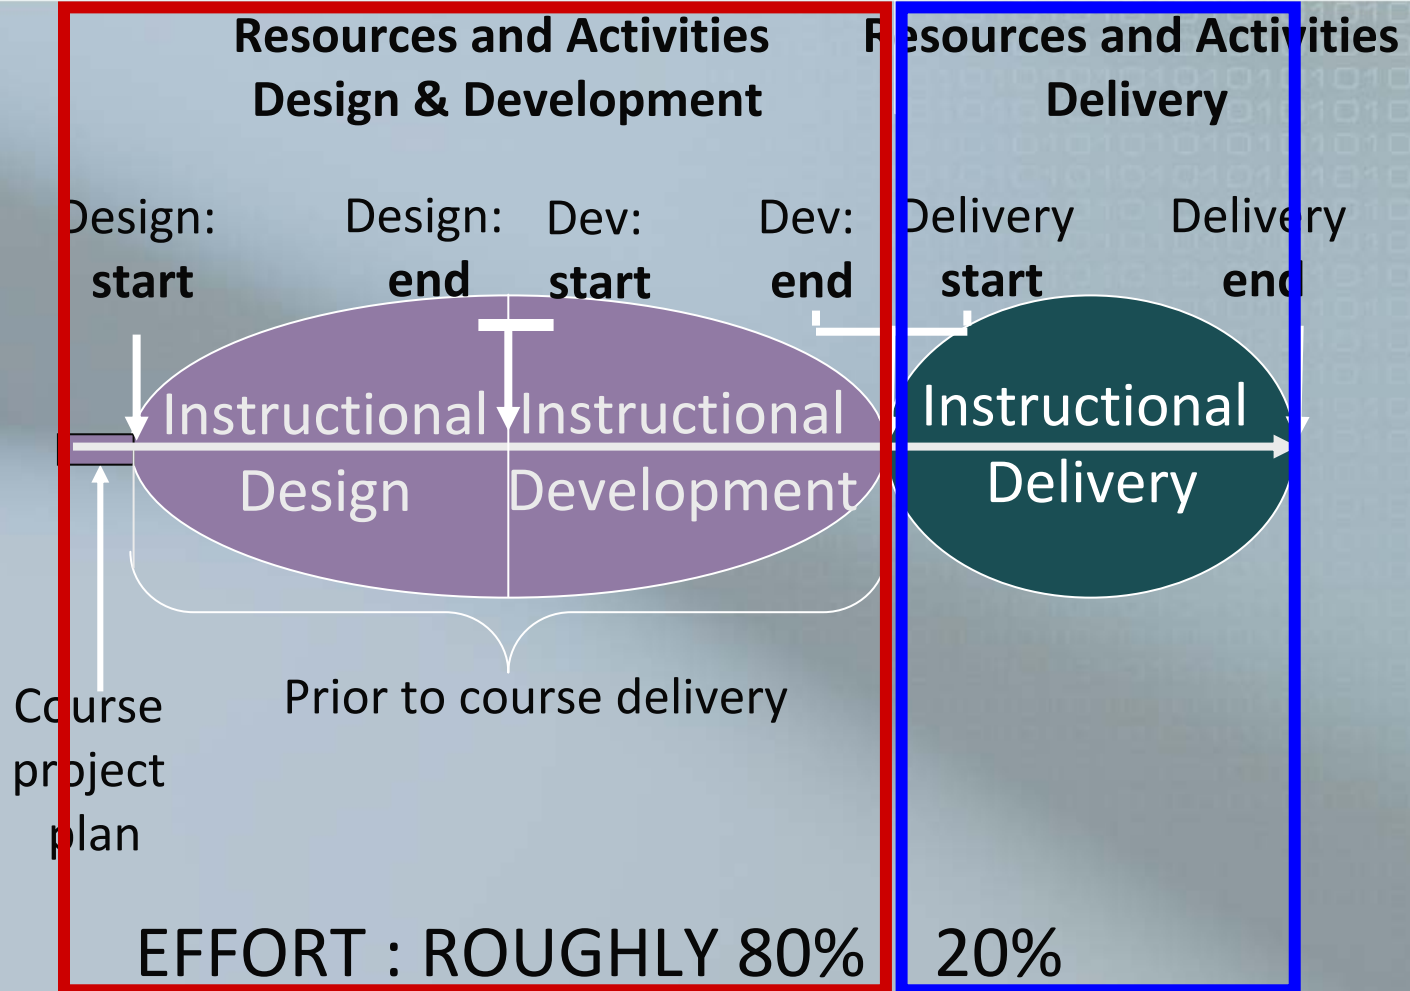 Resources and Activities
Design & Development
Resources and Activities
Delivery
Design:
start
Design:
end
Dev:
start
Dev:
end
Delivery
start
Delivery
end
Instructional
Design
Instructional
Development
Instructional
Delivery
Prior to course delivery
Course
project
plan
EFFORT : ROUGHLY 80%
20%